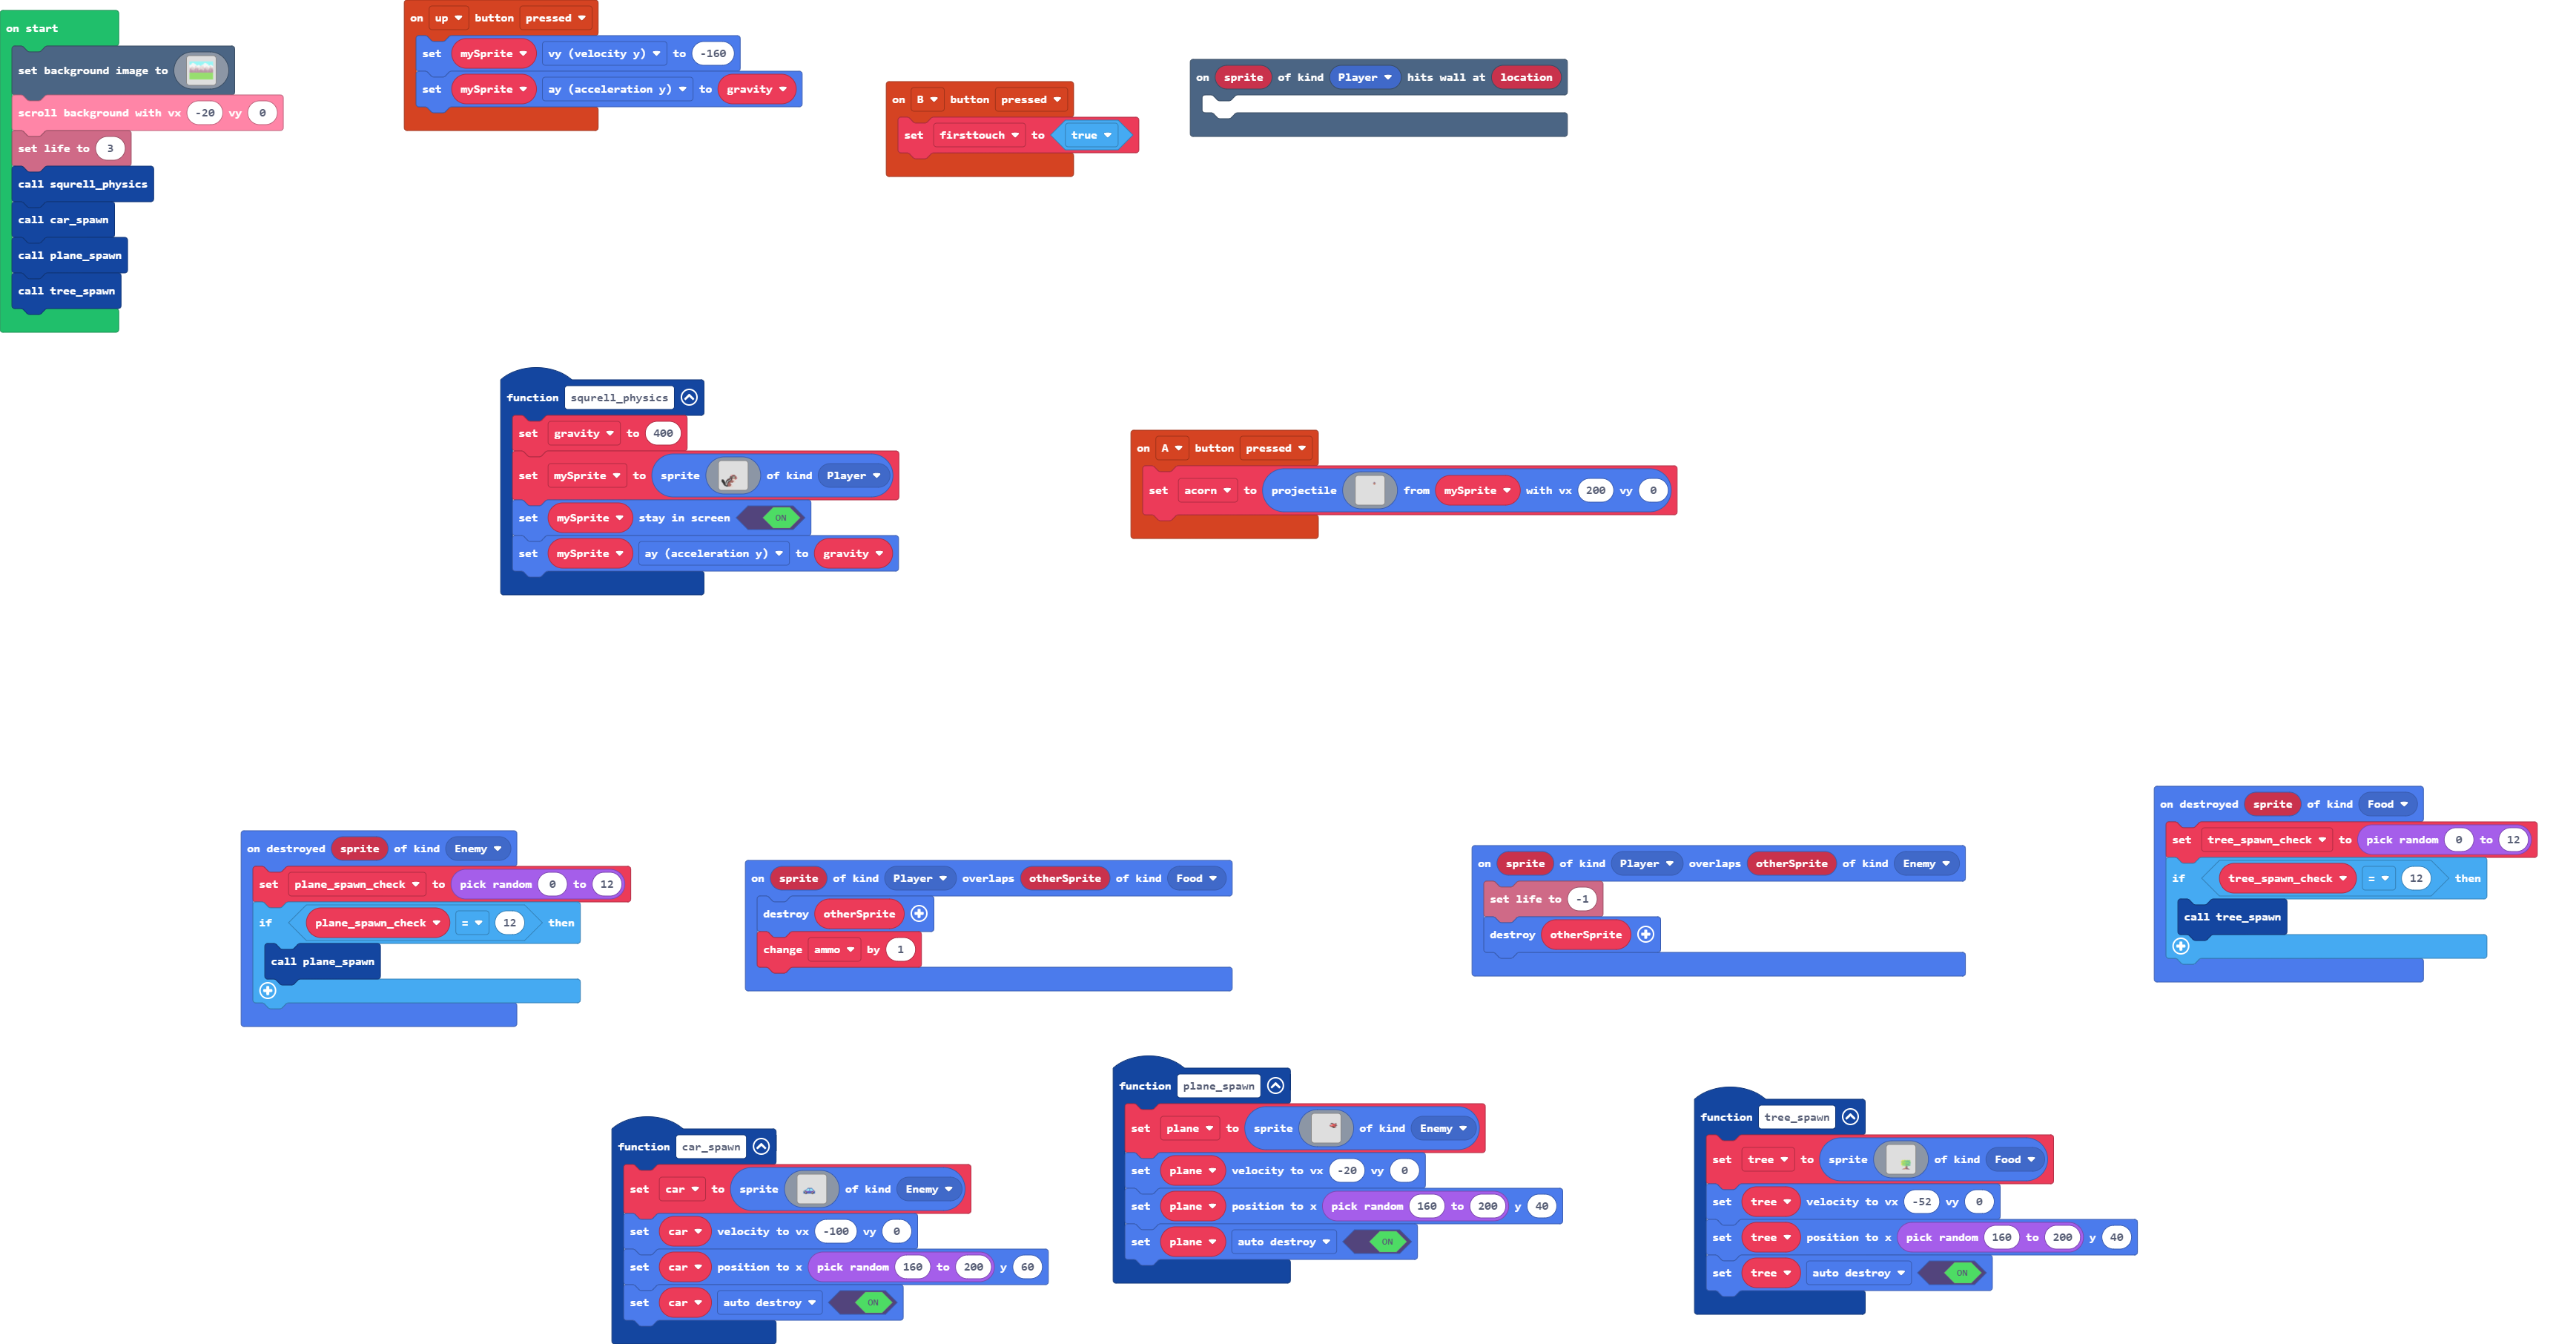 on start
set background image to
scroll background with vx -20 vy 0
set life to 3
call squrell_physics
call car_spawn
call plane_spawn
call tree_spawn
on up button pressed
set mySprite vy (velocity y) to -160
set mySprite ay (acceleration y) to gravity
on B button pressed
set firsttouch to true
on sprite of kind Player hits wall at location
function squrell_physics
set gravity to 400
set mySprite to sprite of kind Player
set mySprite stay in screen ON
set mySprite ay (acceleration y) to gravity
on A button pressed
set acorn to projectile from mySprite with vx 200 vy 0
on destroyed sprite of kind Enemy
set plane_spawn_check to pick random 0 to 12
if plane_spawn_check = 12 then
call plane_spawn
on sprite of kind Player overlaps otherSprite of kind Food
destroy otherSprite
change ammo by 1
on sprite of kind Player overlaps otherSprite of kind Enemy
set life to -1
destroy otherSprite
on destroyed sprite of kind Food
set tree_spawn_check to pick random 0 to 12
if tree_spawn_check = 12 then
call tree_spawn
function car_spawn
set car to sprite of kind Enemy
set car velocity to vx -100 vy 0
set car position to x pick random 160 to 200 y 60
set car auto destroy ON
function plane_spawn
set plane to sprite of kind Enemy
set plane velocity to vx -20 vy 0
set plane position to x pick random 160 to 200 y 40
set plane auto destroy ON
function tree_spawn
set tree to sprite of kind Food
set tree velocity to vx -52 vy 0
set tree position to x pick random 160 to 200 y 40
set tree auto destroy ON